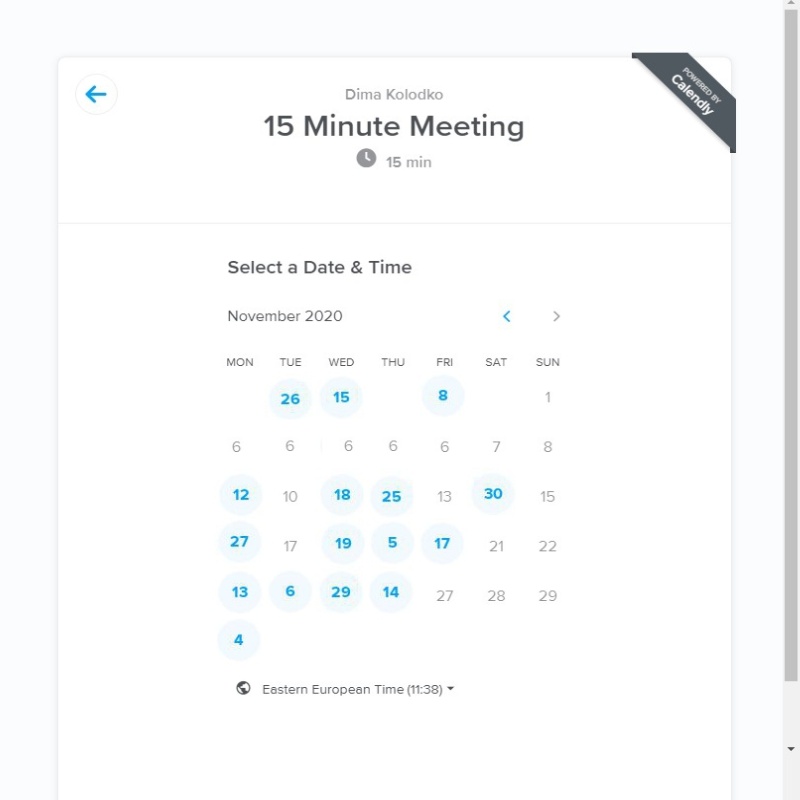 POWERED BY
Calendly
Dima Kolodko
15 Minute Meeting
15 min
Select a Date & Time
November 2020
MON TUE WED THU FRI SAT SUN
26 15 8 1
6 6 6 6 6 7 8
12 10 18 25 13 30 15
27 17 19 5 17 21 22
13 6 29 14 27 28 29
4
Eastern European Time (11:38)